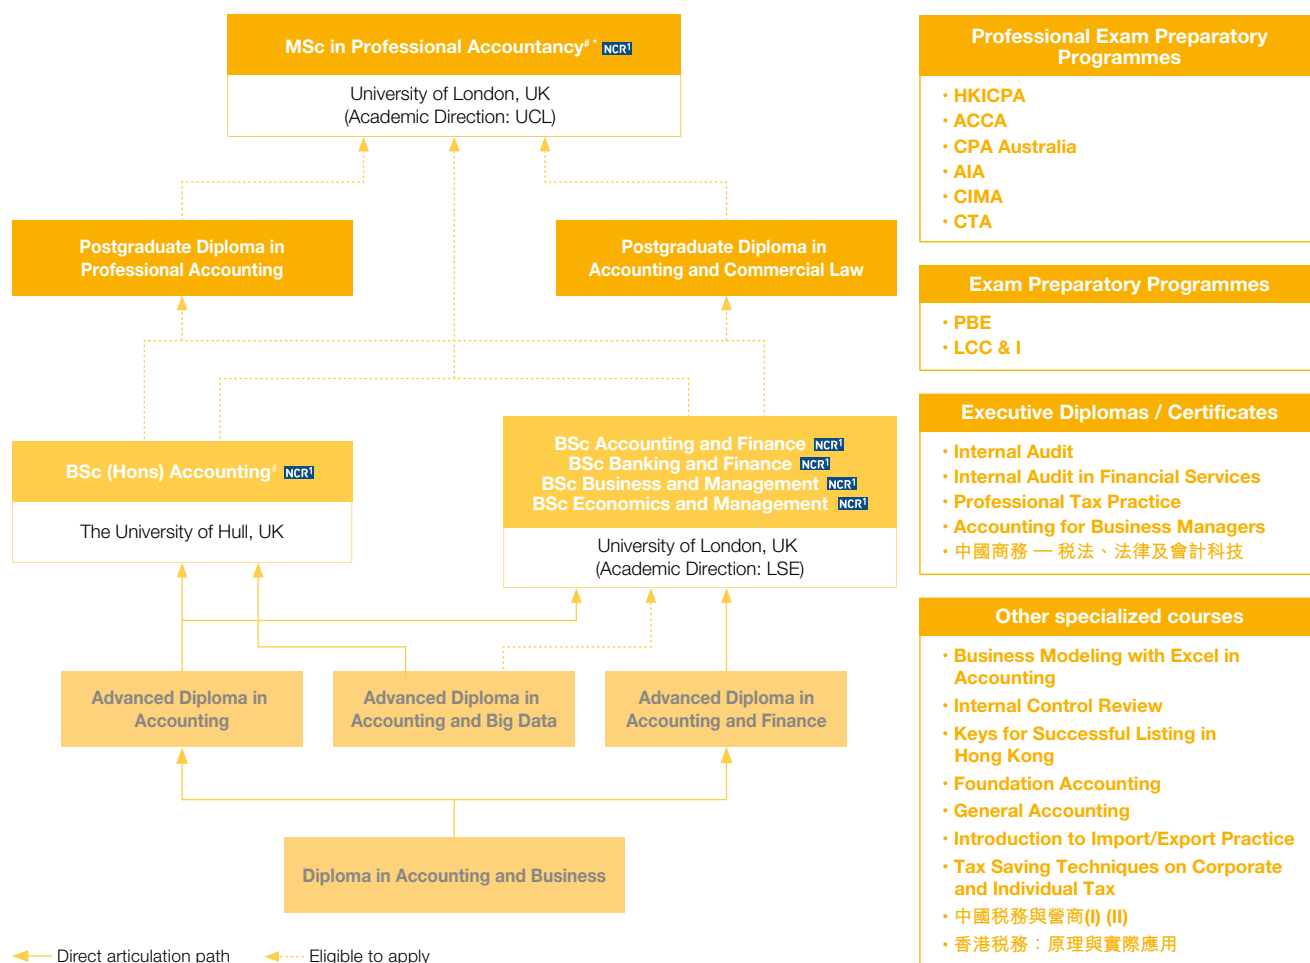 MSc in Professional Accountancy#* NCR1
University of London, UK
(Academic Direction: UCL)
Postgraduate Diploma in
Professional Accounting
Postgraduate Diploma in
Accounting and Commercial Law
BSc (Hons) Accounting# NCR1
The University of Hull, UK
BSc Accounting and Finance NCR1
BSc Banking and Finance NCR1
BSc Business and Management NCR1
BSc Economics and Management NCR1
University of London, UK
(Academic Direction: LSE)
Advanced Diploma in
Accounting
Advanced Diploma in
Accounting and Big Data
Advanced Diploma in
Accounting and Finance
Diploma in Accounting and Business
Direct articulation path
Eligible to apply
Professional Exam Preparatory
Programmes
• HKICPA
• ACCA
• CPA Australia
• AIA
• CIMA
• CTA
Exam Preparatory Programmes
• PBE
• LCC & I
Executive Diplomas / Certificates
• Internal Audit
• Internal Audit in Financial Services
• Professional Tax Practice
• Accounting for Business Managers
• 中國商務 — 税法、法律及會計科技
Other specialized courses
• Business Modeling with Excel in
Accounting
• Internal Control Review
• Keys for Successful Listing in
Hong Kong
• Foundation Accounting
• General Accounting
• Introduction to Import/Export Practice
• Tax Saving Techniques on Corporate
and Individual Tax
• 中國税務與營商(I) (II)
• 香港税務：原理與實際應用